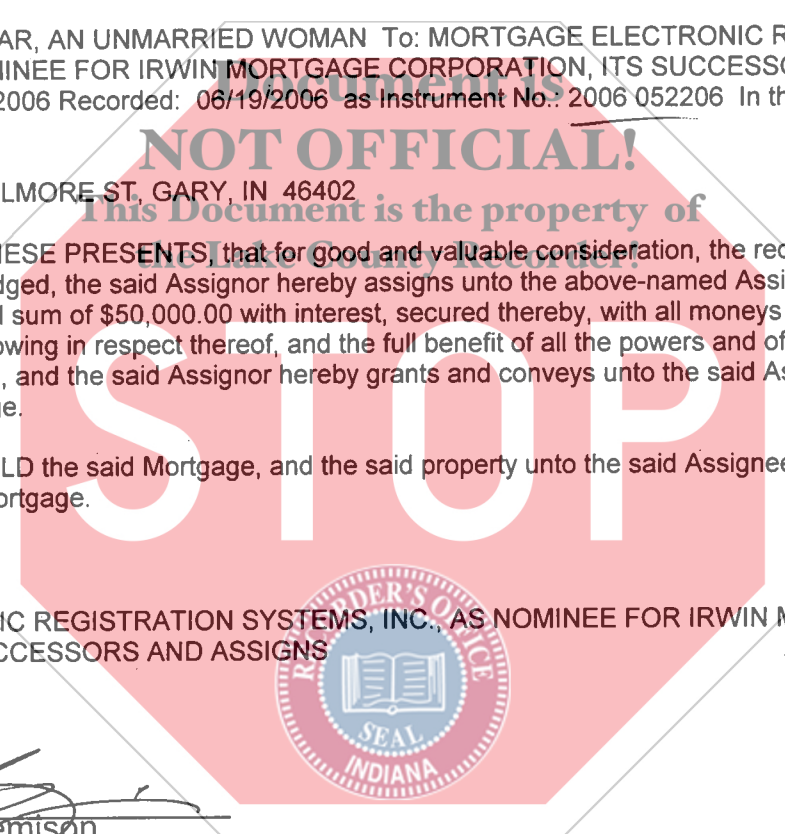 AR, AN UNMARRIED WOMAN To: MORTGAGE ELECTRONIC R
MINEE FOR IRWIN MORTGAGE CORPORATION, ITS SUCCESSO
Document is
2006 Recorded: 06/19/2006 as Instrument No.: 2006 052206 In th
NOT OFFICIAL!
LMORE ST, GARY, IN 46402
This Document is the property of
ESE PRESENTS, that for good and valuable consideration, the rec
the Lake County Recorder!
dged, the said Assignor hereby assigns unto the above-named Assi
l sum of $50,000.00 with interest, secured thereby, with all moneys
owing in respect thereof, and the full benefit of all the powers and of
, and the said Assignor hereby grants and conveys unto the said As
ge.
STOP
LD the said Mortgage, and the said property unto the said Assignee
ortgage.
IC REGISTRATION SYSTEMS, INC., AS NOMINEE FOR IRWIN M
CCESSORS AND ASSIGNS
RECORDER'S OFFICE
SEAL
INDIANA
emison